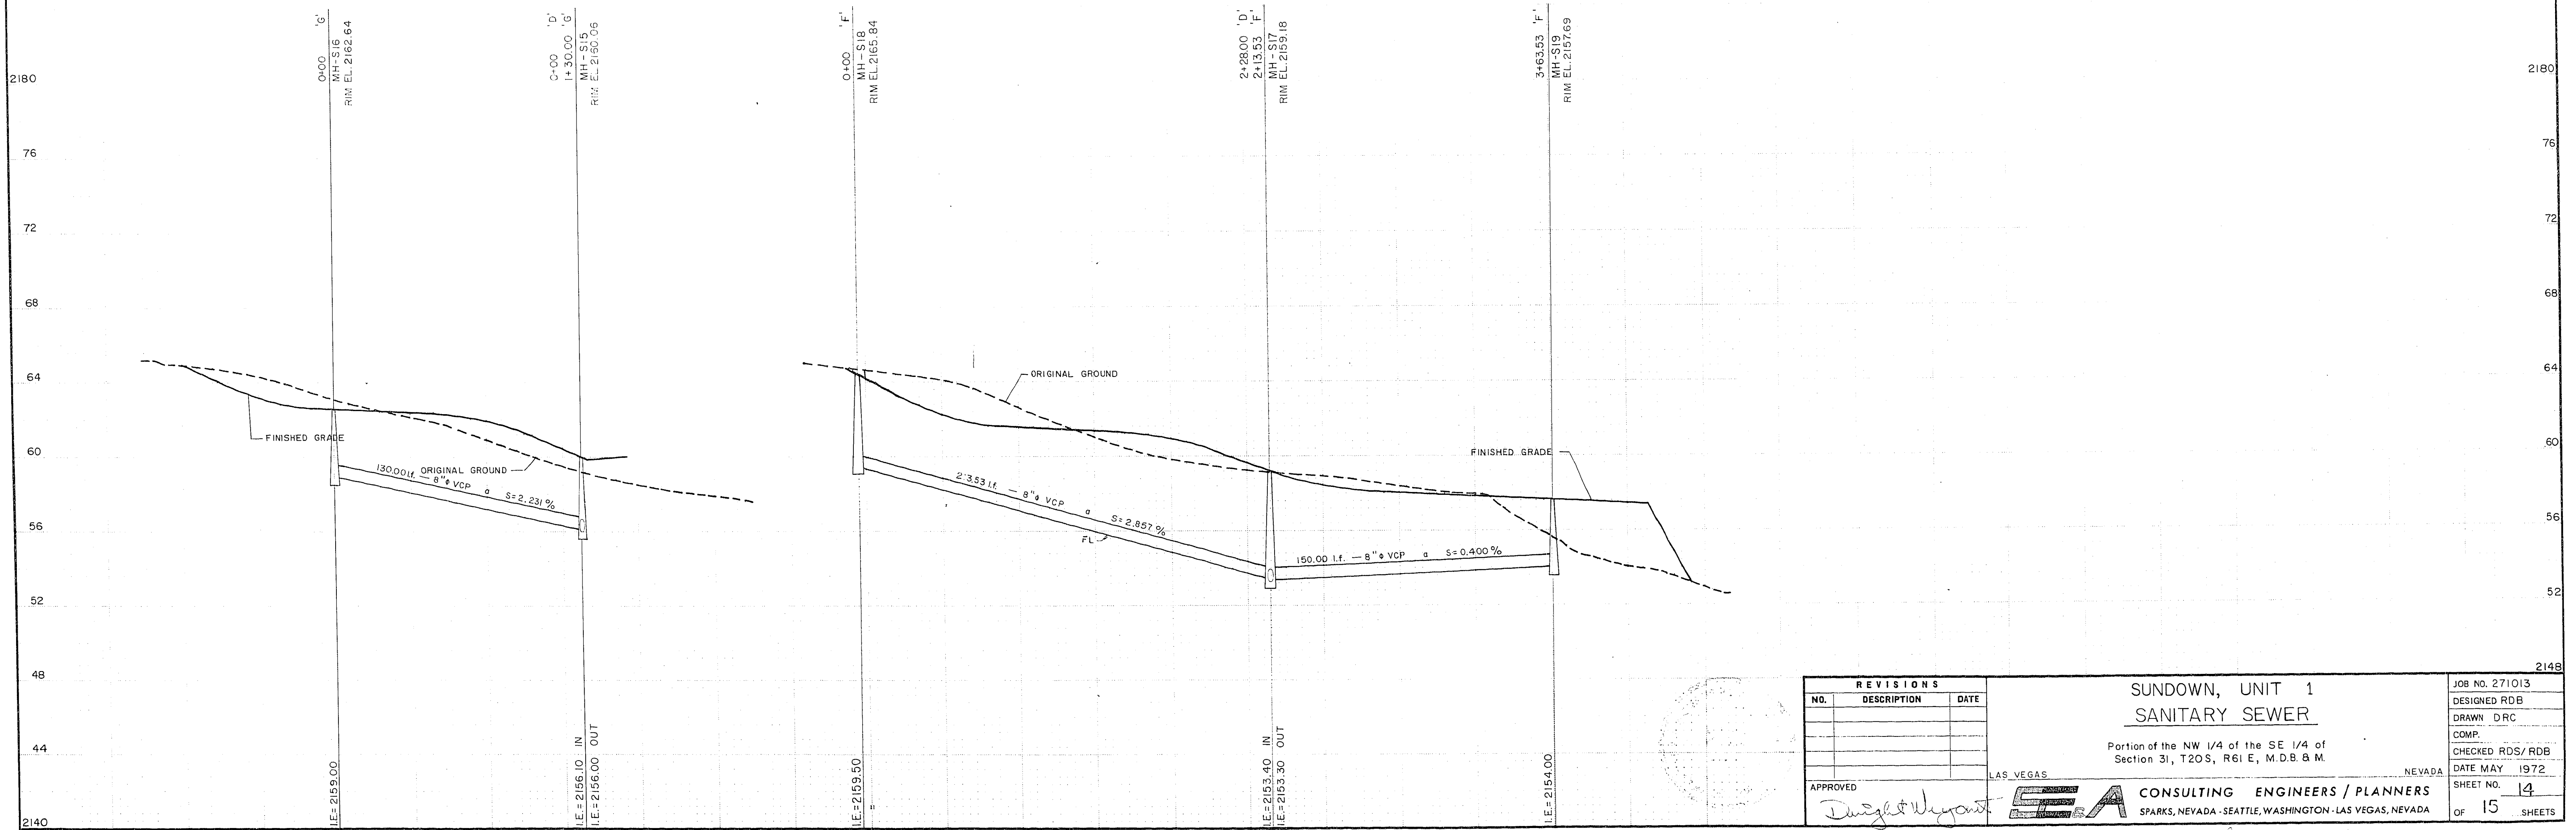 0+00 'G'
MH-S16
RIM EL. 2162.64
0+00 'D'
1+30.00 'G'
MH-S15
RIM EL. 2160.06
0+00 'F'
MH-S18
RIM EL. 2165.84
2+28.00 'D'
2+13.53 'F'
MH-S17
RIM EL. 2159.18
3+63.53 'F'
MH-S19
RIM EL. 2157.69
2180
76
72
68
64
60
56
52
48
44
2140
2180
76
72
68
64
60
56
52
2148
FINISHED GRADE
ORIGINAL GROUND
130.00 l.f. — 8"φ VCP a S=2.231 %
ORIGINAL GROUND
2:3.53 l.f. — 8"φ VCP a S=2.857 %
FL
150.00 l.f. — 8"φ VCP a S=0.400 %
FINISHED GRADE
I.E.=2159.00
I.E.=2156.10 IN
I.E.=2156.00 OUT
I.E.=2159.50
I.E.=2153.40 IN
I.E.=2153.30 OUT
I.E.=2154.00
REVISIONS
NO. DESCRIPTION DATE
APPROVED
Dwight Weyant
SUNDOWN, UNIT 1
SANITARY SEWER
Portion of the NW 1/4 of the SE 1/4 of
Section 31, T20S, R61E, M.D.B. & M.
LAS VEGAS NEVADA
SE&A
CONSULTING ENGINEERS / PLANNERS
SPARKS, NEVADA - SEATTLE, WASHINGTON - LAS VEGAS, NEVADA
JOB NO. 271013
DESIGNED RDB
DRAWN DRC
COMP.
CHECKED RDS/RDB
DATE MAY 1972
SHEET NO. 14
OF 15 SHEETS